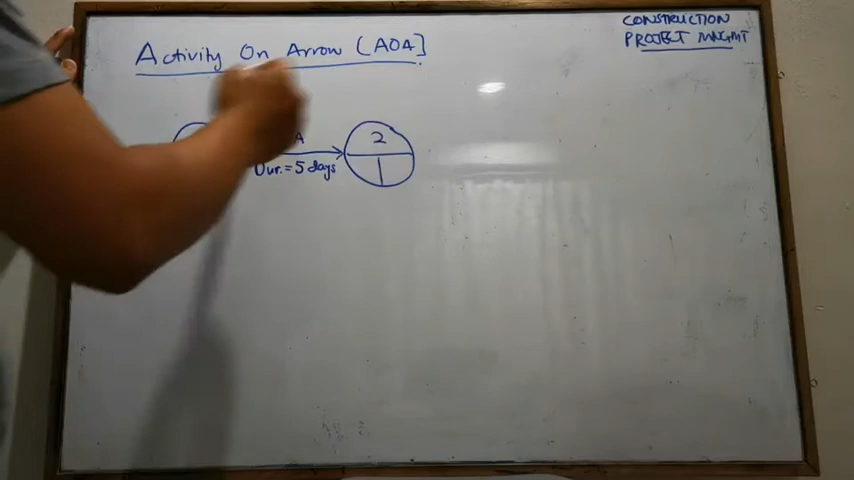 Activity On Arrow (AOA]
CONSTRUCTION
PROJECT MNGMT
A
2
Dur. = 5 days